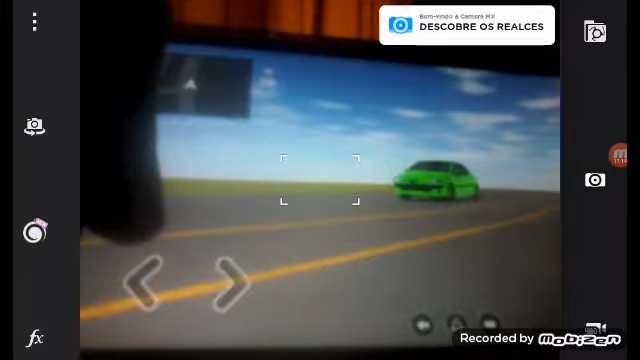 Bem-vindo à Camera MX
DESCOBRE OS REALCES
Recorded by mobizen